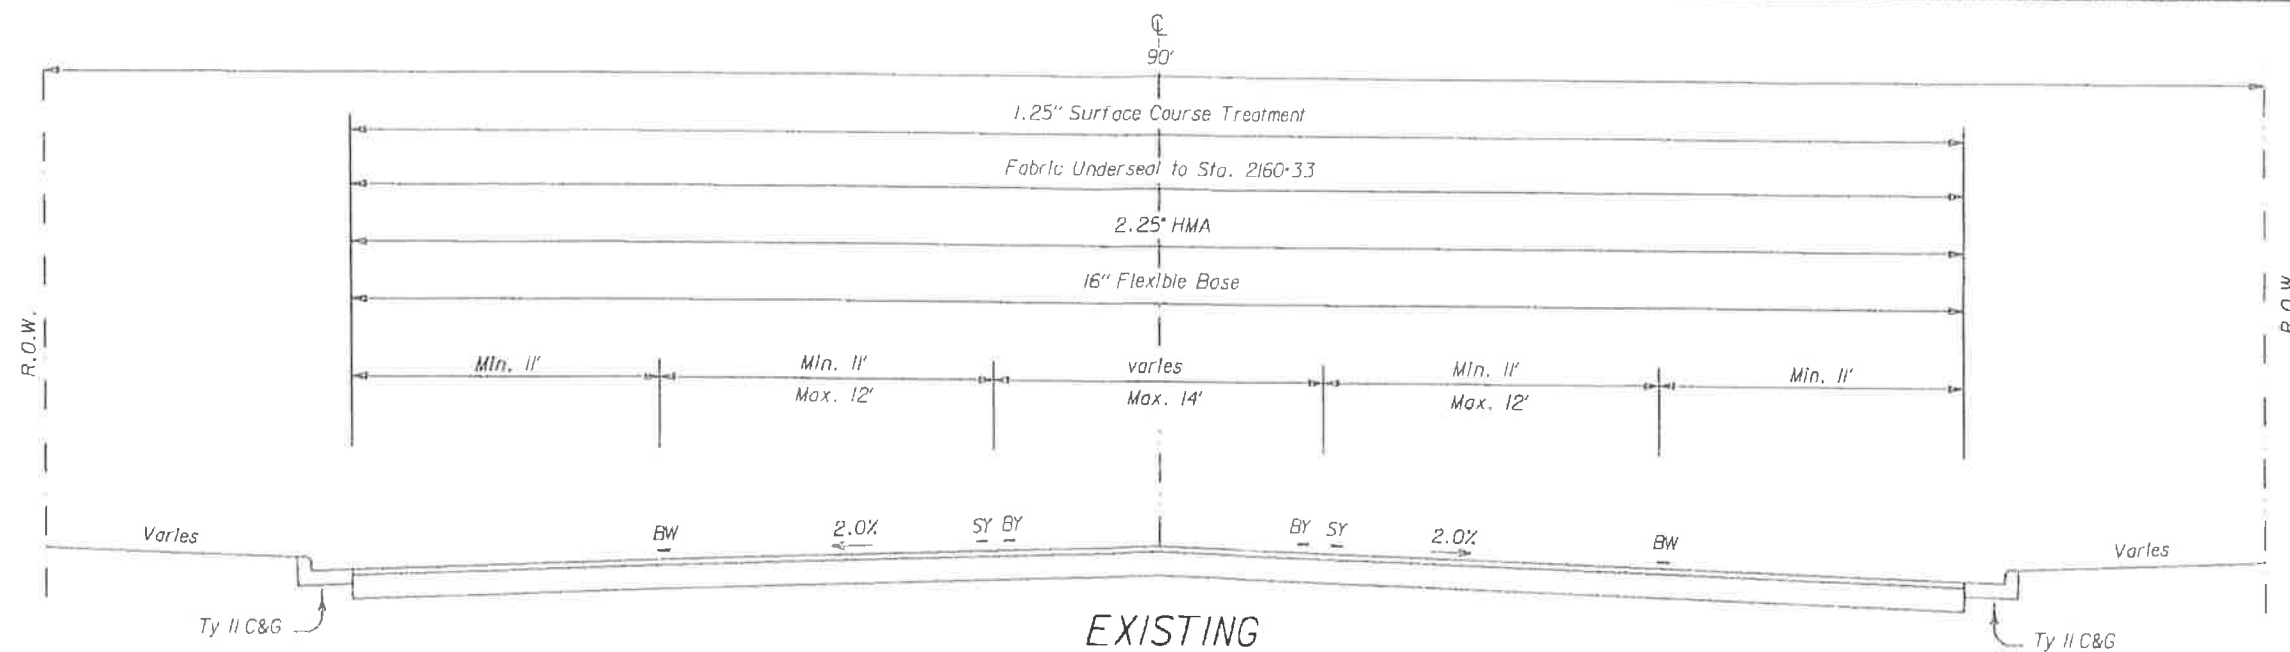 ℄
90'
1.25" Surface Course Treatment
Fabric Underseal to Sta. 2160+33
2.25" HMA
16" Flexible Base
R.O.W.
R.O.W.
Min. 11'
Min. 11'
Max. 12'
varies
Max. 14'
Min. 11'
Max. 12'
Min. 11'
Varies
BW
2.0%
SY BY
BY SY
2.0%
BW
Varies
Ty II C&G
EXISTING
Ty II C&G